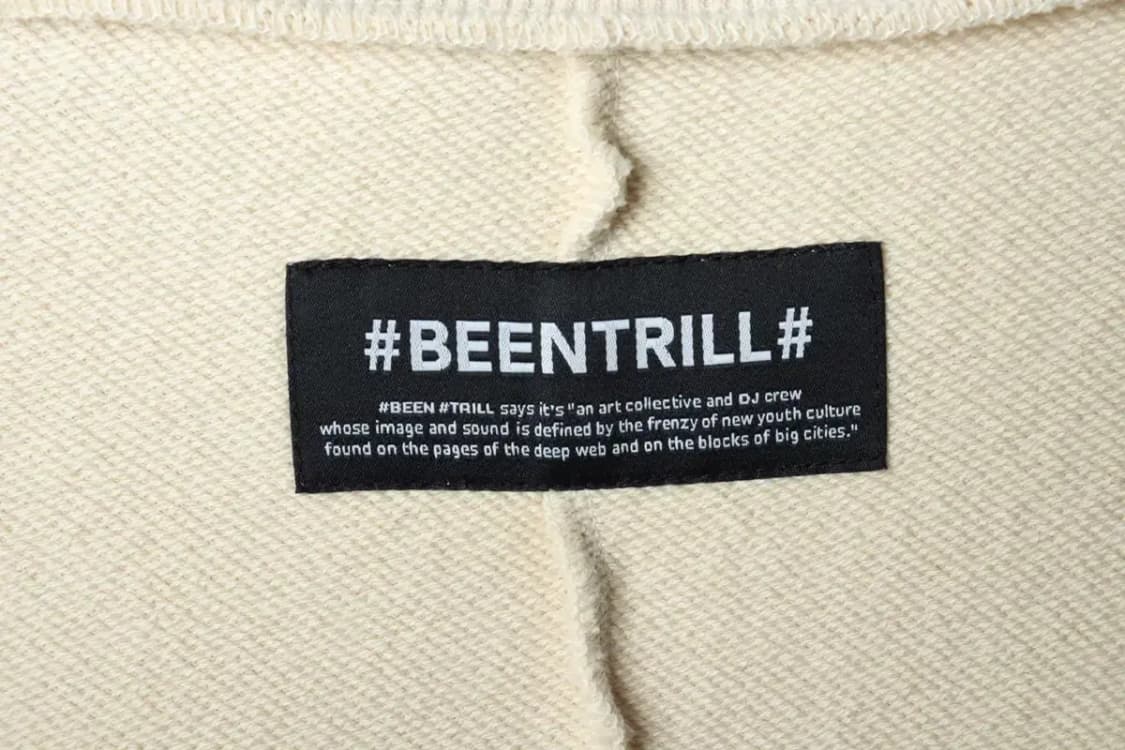 #BEENTRILL#
#BEEN #TRILL says it's "an art collective and DJ crew
whose image and sound is defined by the frenzy of new youth culture
found on the pages of the deep web and on the blocks of big cities."